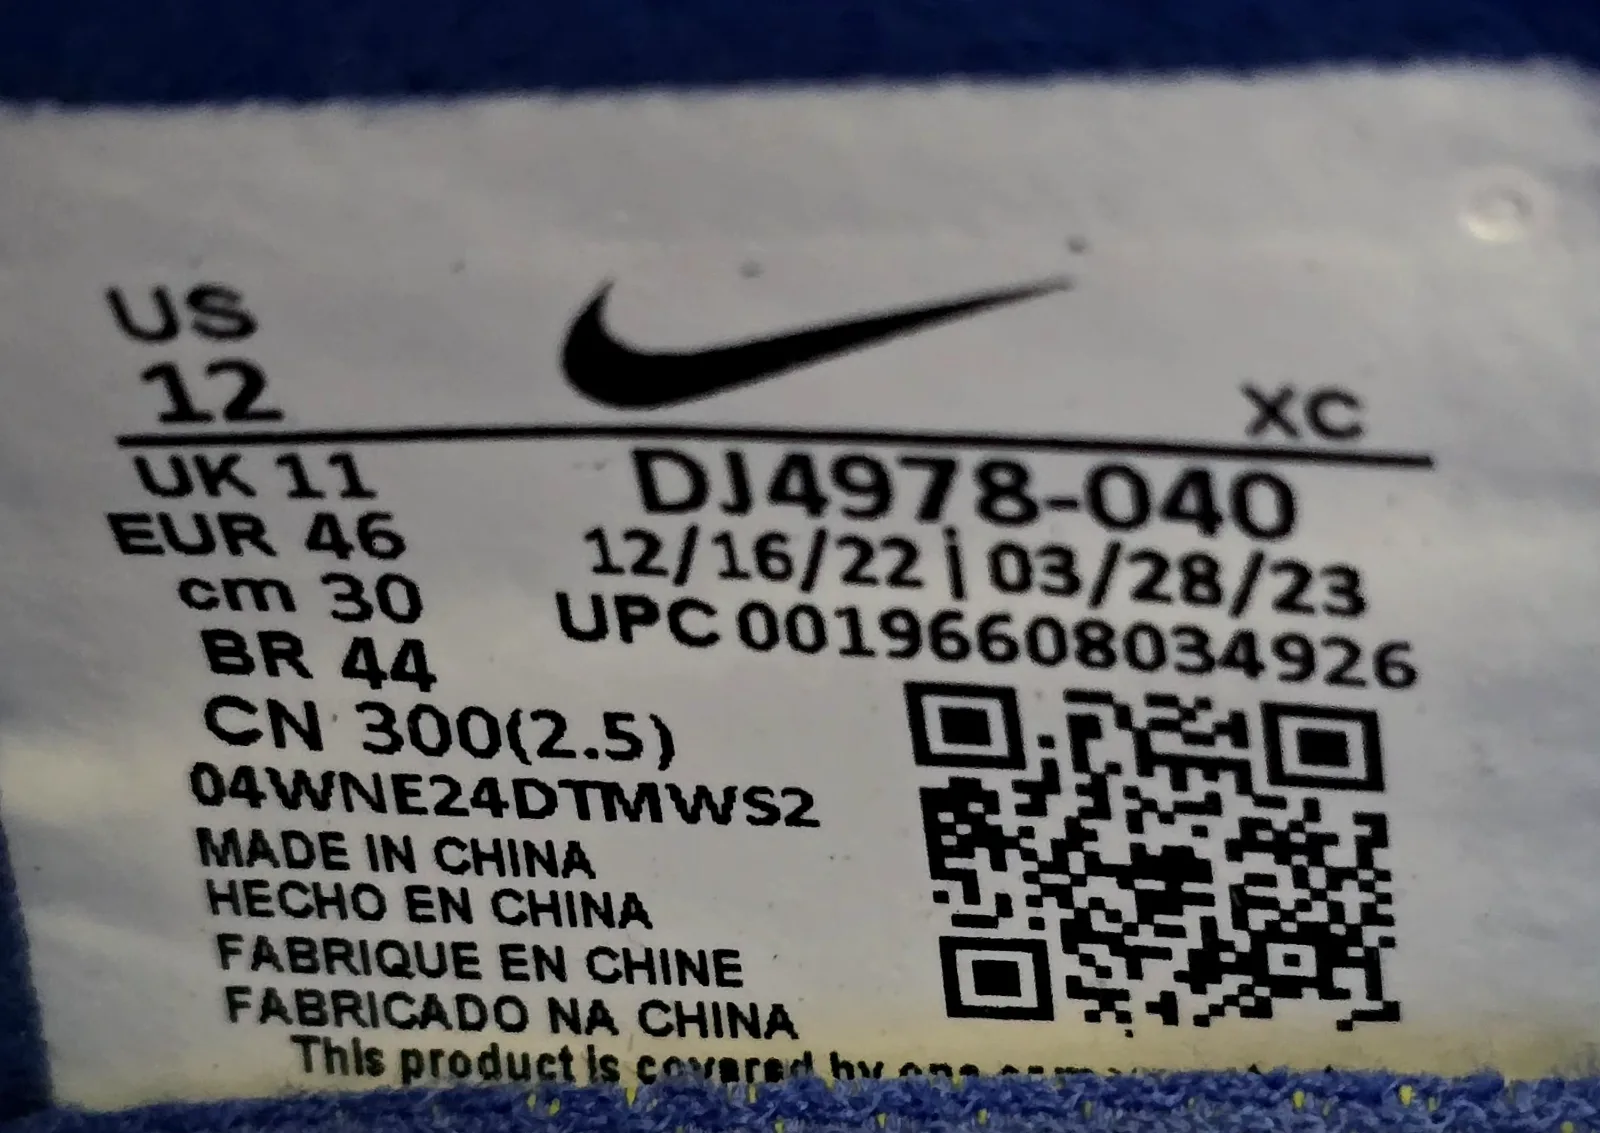 US
12
XC
UK 11
EUR 46
cm 30
BR 44
CN 300(2.5)
DJ4978-040
12/16/22 | 03/28/23
UPC 00196608034926
04WNE24DTMWS2
MADE IN CHINA
HECHO EN CHINA
FABRIQUE EN CHINE
FABRICADO NA CHINA
This product is covered by one